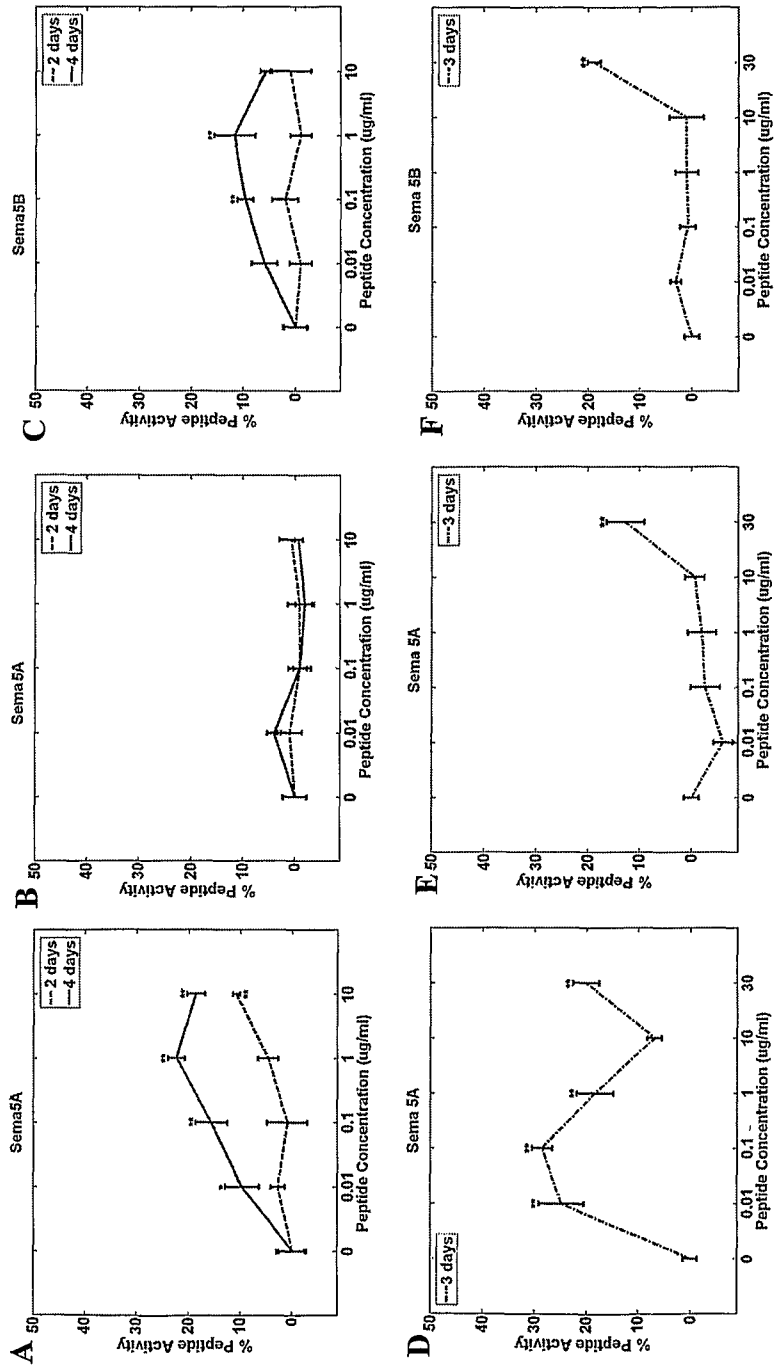 A
Sema5A
---2 days
—4 days
50
40
30
20
10
0
% Peptide Activity
**
**
**
*
**
0
0.01
0.1
1
10
Peptide Concentration (ug/ml)
B
Sema5A
---2 days
—4 days
50
40
30
20
10
0
% Peptide Activity
0
0.01
0.1
1
10
Peptide Concentration (ug/ml)
C
Sema5B
---2 days
—4 days
50
40
30
20
10
0
% Peptide Activity
**
**
0
0.01
0.1
1
10
Peptide Concentration (ug/ml)
D
Sema 5A
---3 days
50
40
30
20
10
0
% Peptide Activity
**
**
**
**
0
0.01
0.1
1
10
30
Peptide Concentration (ug/ml)
E
Sema 5A
---3 days
50
40
30
20
10
0
% Peptide Activity
**
0
0.01
0.1
1
10
30
Peptide Concentration (ug/ml)
F
Sema 5B
---3 days
50
40
30
20
10
0
% Peptide Activity
**
0
0.01
0.1
1
10
30
Peptide Concentration (ug/ml)